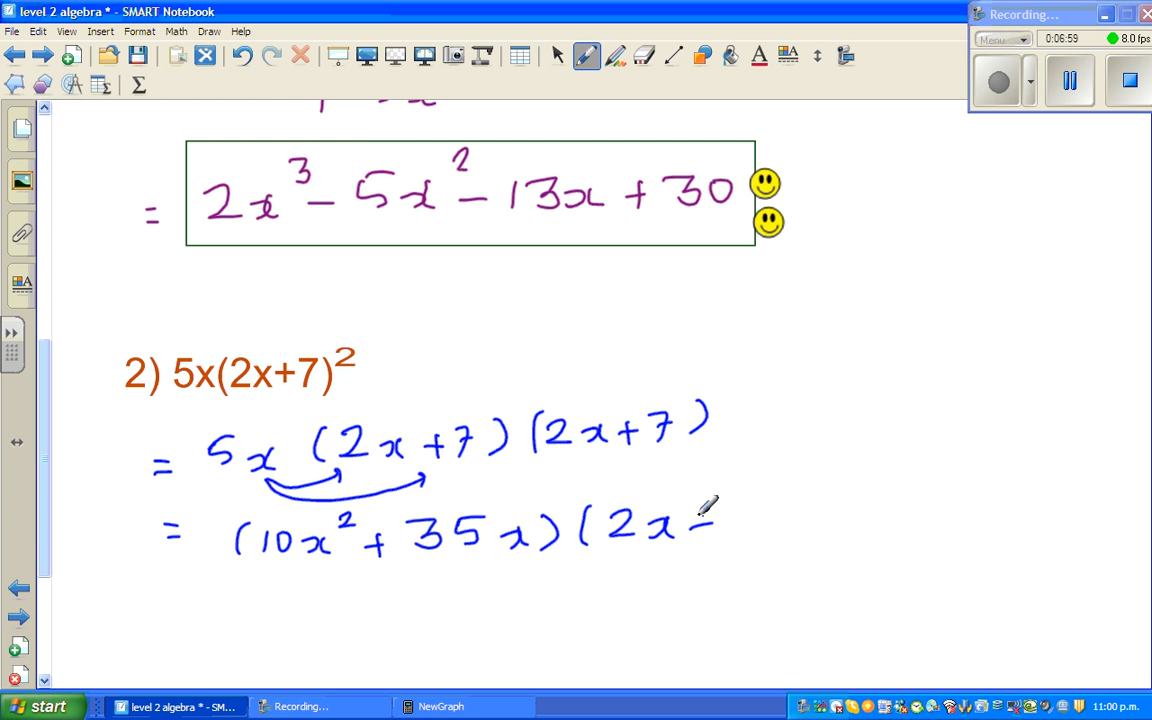 level 2 algebra * - SMART Notebook
Recording...
File Edit View Insert Format Math Draw Help
Menu
0:06:59
8.0 fps
= 2x³ - 5x² - 13x + 30
2) 5x(2x+7)²
= 5x (2x+7)(2x+7)
= (10x² + 35x)(2x -
start
level 2 algebra * - SM...
Recording...
NewGraph
11:00 p.m.